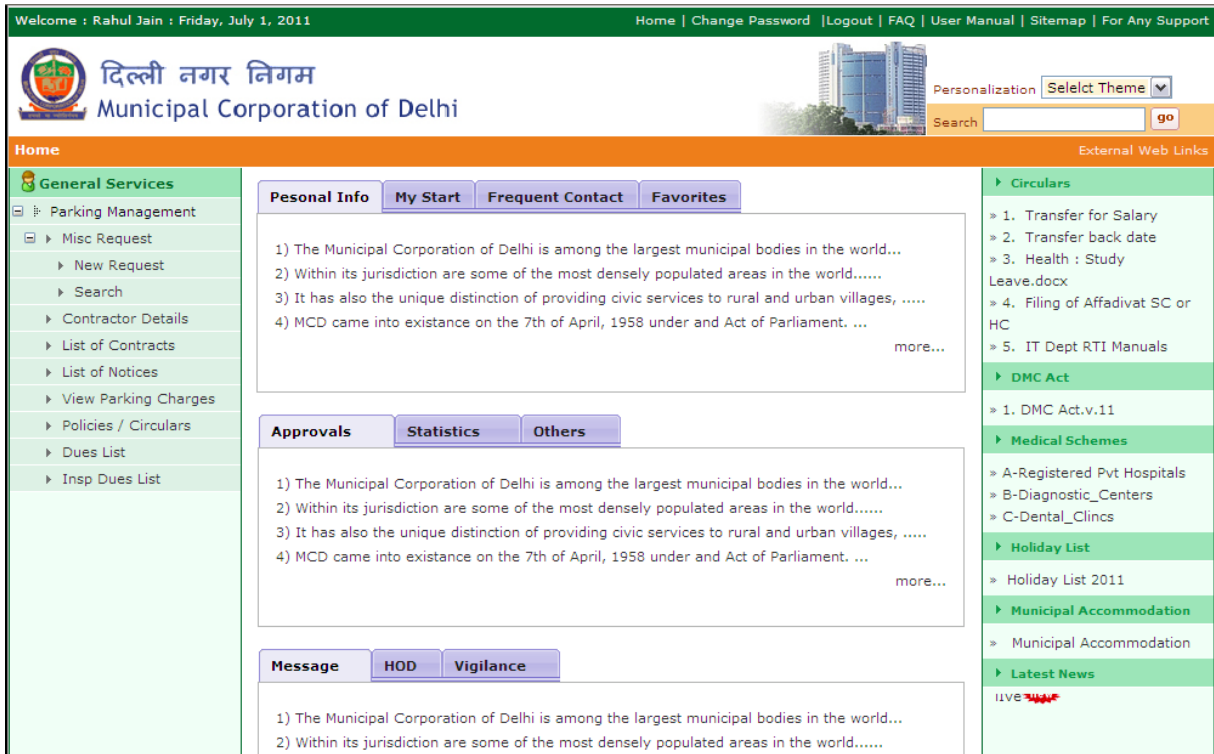 Welcome : Rahul Jain : Friday, July 1, 2011
Home | Change Password |Logout | FAQ | User Manual | Sitemap | For Any Support
दिल्ली नगर निगम
Municipal Corporation of Delhi
Personalization Selelct Theme
Search go
Home
External Web Links
General Services
Parking Management
Misc Request
New Request
Search
Contractor Details
List of Contracts
List of Notices
View Parking Charges
Policies / Circulars
Dues List
Insp Dues List
Pesonal Info My Start Frequent Contact Favorites
1) The Municipal Corporation of Delhi is among the largest municipal bodies in the world...
2) Within its jurisdiction are some of the most densely populated areas in the world......
3) It has also the unique distinction of providing civic services to rural and urban villages, .....
4) MCD came into existance on the 7th of April, 1958 under and Act of Parliament. ...
more...
Approvals Statistics Others
1) The Municipal Corporation of Delhi is among the largest municipal bodies in the world...
2) Within its jurisdiction are some of the most densely populated areas in the world......
3) It has also the unique distinction of providing civic services to rural and urban villages, .....
4) MCD came into existance on the 7th of April, 1958 under and Act of Parliament. ...
more...
Message HOD Vigilance
1) The Municipal Corporation of Delhi is among the largest municipal bodies in the world...
2) Within its jurisdiction are some of the most densely populated areas in the world......
Circulars
» 1. Transfer for Salary
» 2. Transfer back date
» 3. Health : Study
Leave.docx
» 4. Filing of Affadivat SC or
HC
» 5. IT Dept RTI Manuals
DMC Act
» 1. DMC Act.v.11
Medical Schemes
» A-Registered Pvt Hospitals
» B-Diagnostic_Centers
» C-Dental_Clincs
Holiday List
» Holiday List 2011
Municipal Accommodation
» Municipal Accommodation
Latest News